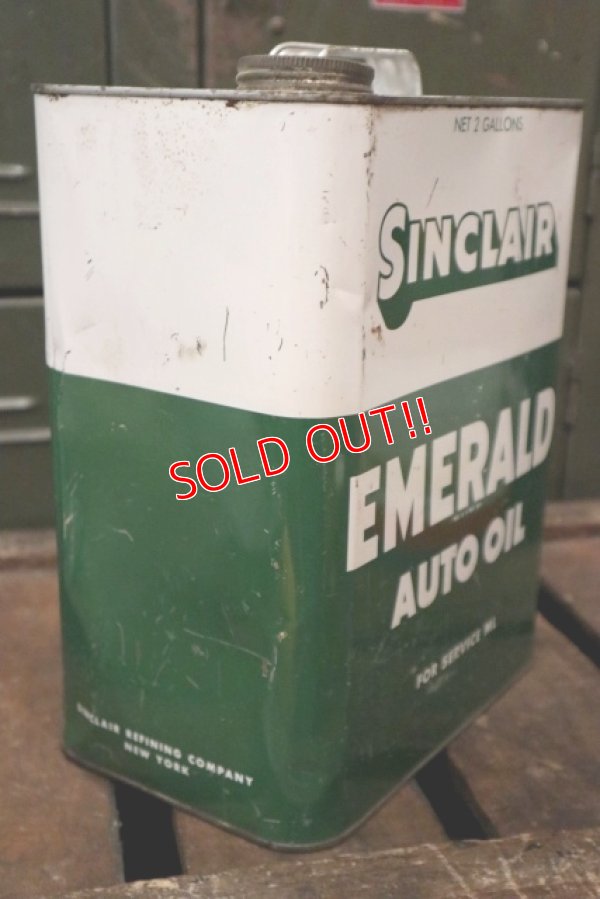 NET 2 GALLONS
SINCLAIR
SOLD OUT!!
EMERALD
AUTO OIL
FOR SERVICE ML
SINCLAIR REFINING COMPANY
NEW YORK